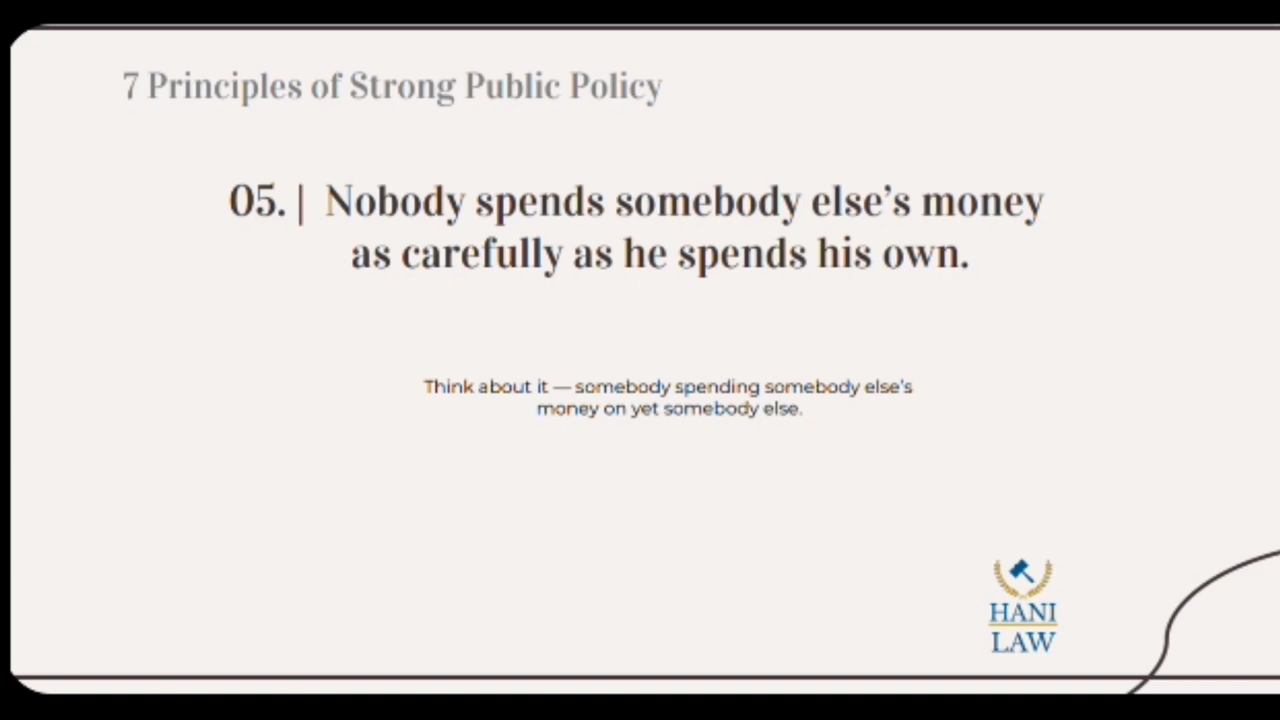 7 Principles of Strong Public Policy
05. | Nobody spends somebody else’s money
as carefully as he spends his own.
Think about it — somebody spending somebody else’s
money on yet somebody else.
HANI
LAW